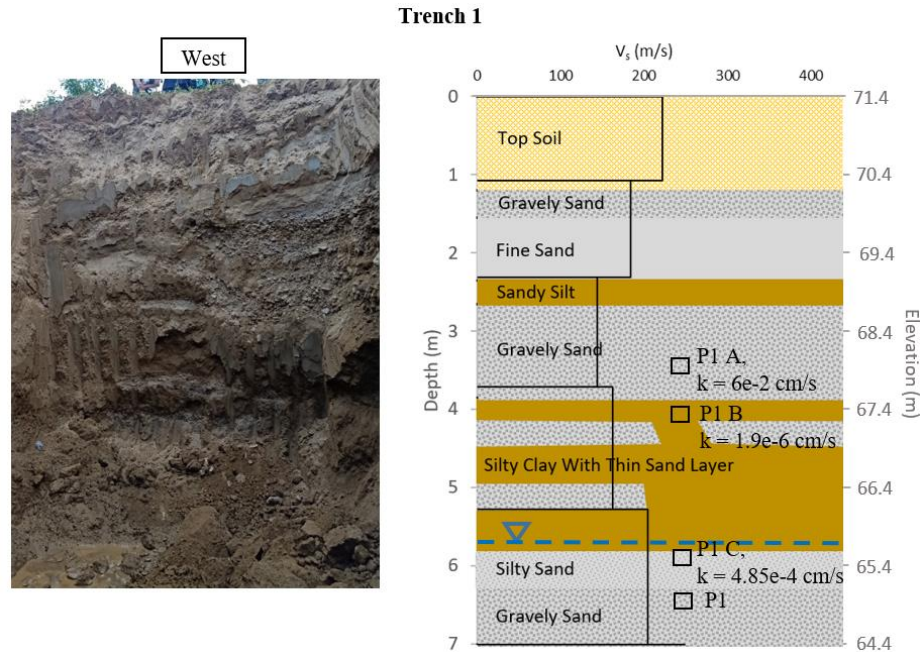 Trench 1
West
Vs (m/s)
0 100 200 300 400
Depth (m)
0
1
2
3
4
5
6
7
Top Soil
Gravely Sand
Fine Sand
Sandy Silt
Gravely Sand
Silty Clay With Thin Sand Layer
Silty Sand
Gravely Sand
P1 A,
k = 6e-2 cm/s
P1 B
k = 1.9e-6 cm/s
P1 C,
k = 4.85e-4 cm/s
P1
71.4
70.4
69.4
68.4
67.4
66.4
65.4
64.4
Elevation (m)